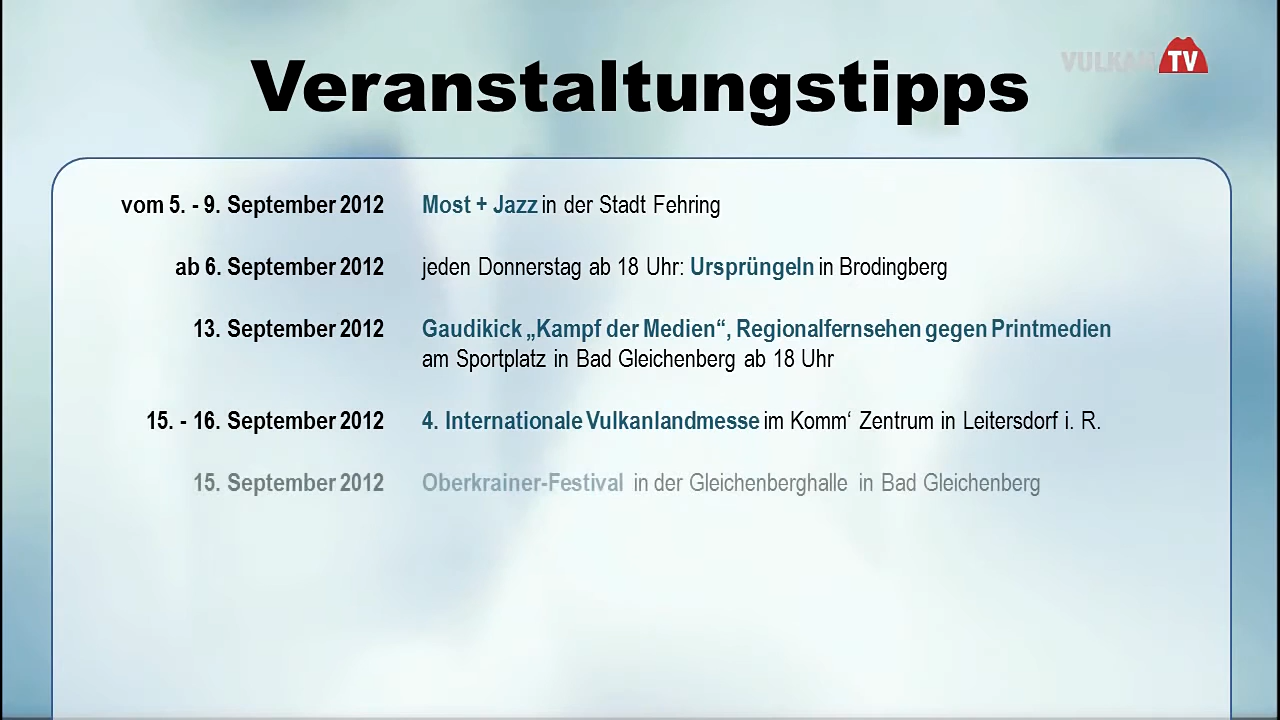 VULKAN TV
Veranstaltungstipps
vom 5. - 9. September 2012 Most + Jazz in der Stadt Fehring
ab 6. September 2012 jeden Donnerstag ab 18 Uhr: Ursprüngeln in Brodingberg
13. September 2012 Gaudikick „Kampf der Medien“, Regionalfernsehen gegen Printmedien
am Sportplatz in Bad Gleichenberg ab 18 Uhr
15. - 16. September 2012 4. Internationale Vulkanlandmesse im Komm‘ Zentrum in Leitersdorf i. R.
15. September 2012 Oberkrainer-Festival in der Gleichenberghalle in Bad Gleichenberg